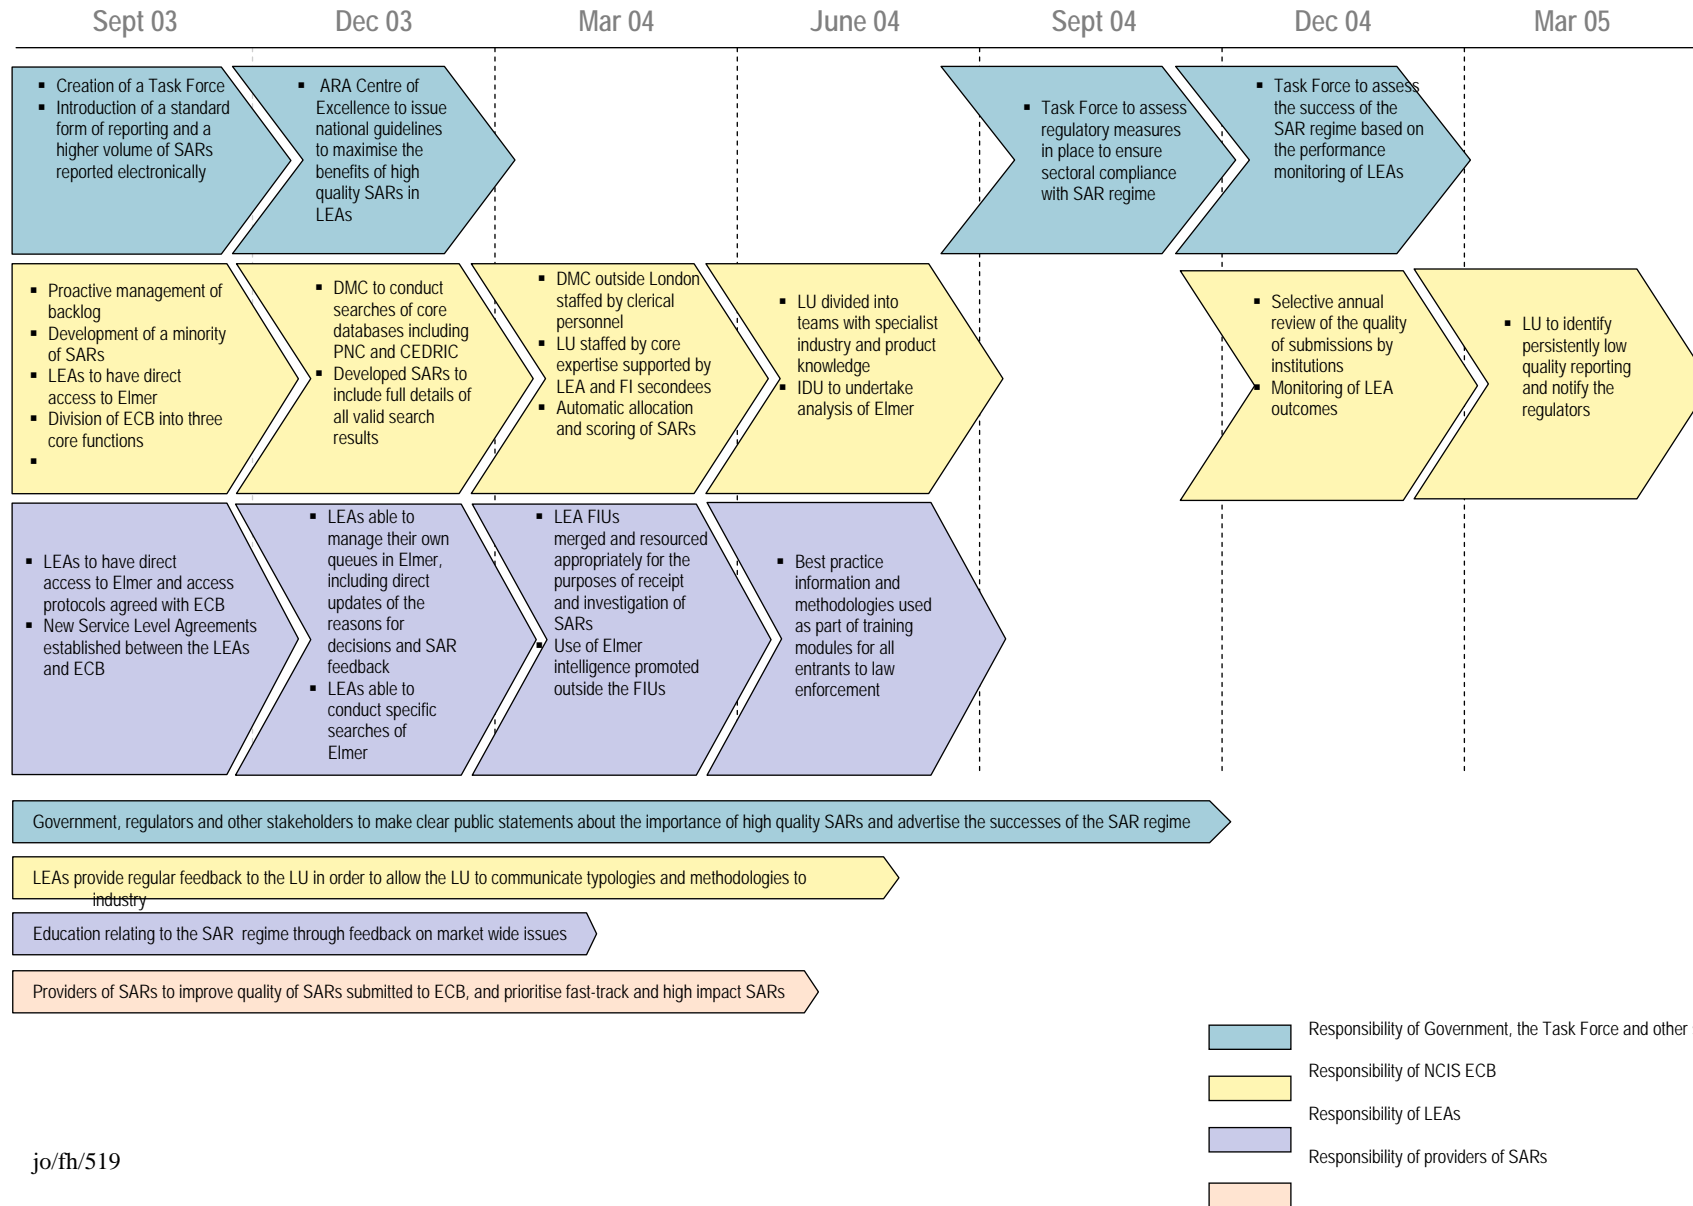 Sept 03
Dec 03
Mar 04
June 04
Sept 04
Dec 04
Mar 05
▪ Creation of a Task Force
▪ Introduction of a standard
form of reporting and a
higher volume of SARs
reported electronically
▪ ARA Centre of
Excellence to issue
national guidelines
to maximise the
benefits of high
quality SARs in
LEAs
▪ Task Force to assess
regulatory measures
in place to ensure
sectoral compliance
with SAR regime
▪ Task Force to assess
the success of the
SAR regime based on
the performance
monitoring of LEAs
▪ Proactive management of
backlog
▪ Development of a minority
of SARs
▪ LEAs to have direct
access to Elmer
▪ Division of ECB into three
core functions
▪
▪ DMC to conduct
searches of core
databases including
PNC and CEDRIC
▪ Developed SARs to
include full details of
all valid search
results
▪ DMC outside London
staffed by clerical
personnel
▪ LU staffed by core
expertise supported by
LEA and FI secondees
▪ Automatic allocation
and scoring of SARs
▪ LU divided into
teams with specialist
industry and product
knowledge
▪ IDU to undertake
analysis of Elmer
▪ Selective annual
review of the quality
of submissions by
institutions
▪ Monitoring of LEA
outcomes
▪ LU to identify
persistently low
quality reporting
and notify the
regulators
▪ LEAs to have direct
access to Elmer and access
protocols agreed with ECB
▪ New Service Level Agreements
established between the LEAs
and ECB
▪ LEAs able to
manage their own
queues in Elmer,
including direct
updates of the
reasons for
decisions and SAR
feedback
▪ LEAs able to
conduct specific
searches of
Elmer
▪ LEA FIUs
merged and resourced
appropriately for the
purposes of receipt
and investigation of
SARs
▪ Use of Elmer
intelligence promoted
outside the FIUs
▪ Best practice
information and
methodologies used
as part of training
modules for all
entrants to law
enforcement
Government, regulators and other stakeholders to make clear public statements about the importance of high quality SARs and advertise the successes of the SAR regime
LEAs provide regular feedback to the LU in order to allow the LU to communicate typologies and methodologies to
industry
Education relating to the SAR regime through feedback on market wide issues
Providers of SARs to improve quality of SARs submitted to ECB, and prioritise fast-track and high impact SARs
Responsibility of Government, the Task Force and other
Responsibility of NCIS ECB
Responsibility of LEAs
Responsibility of providers of SARs
jo/fh/519